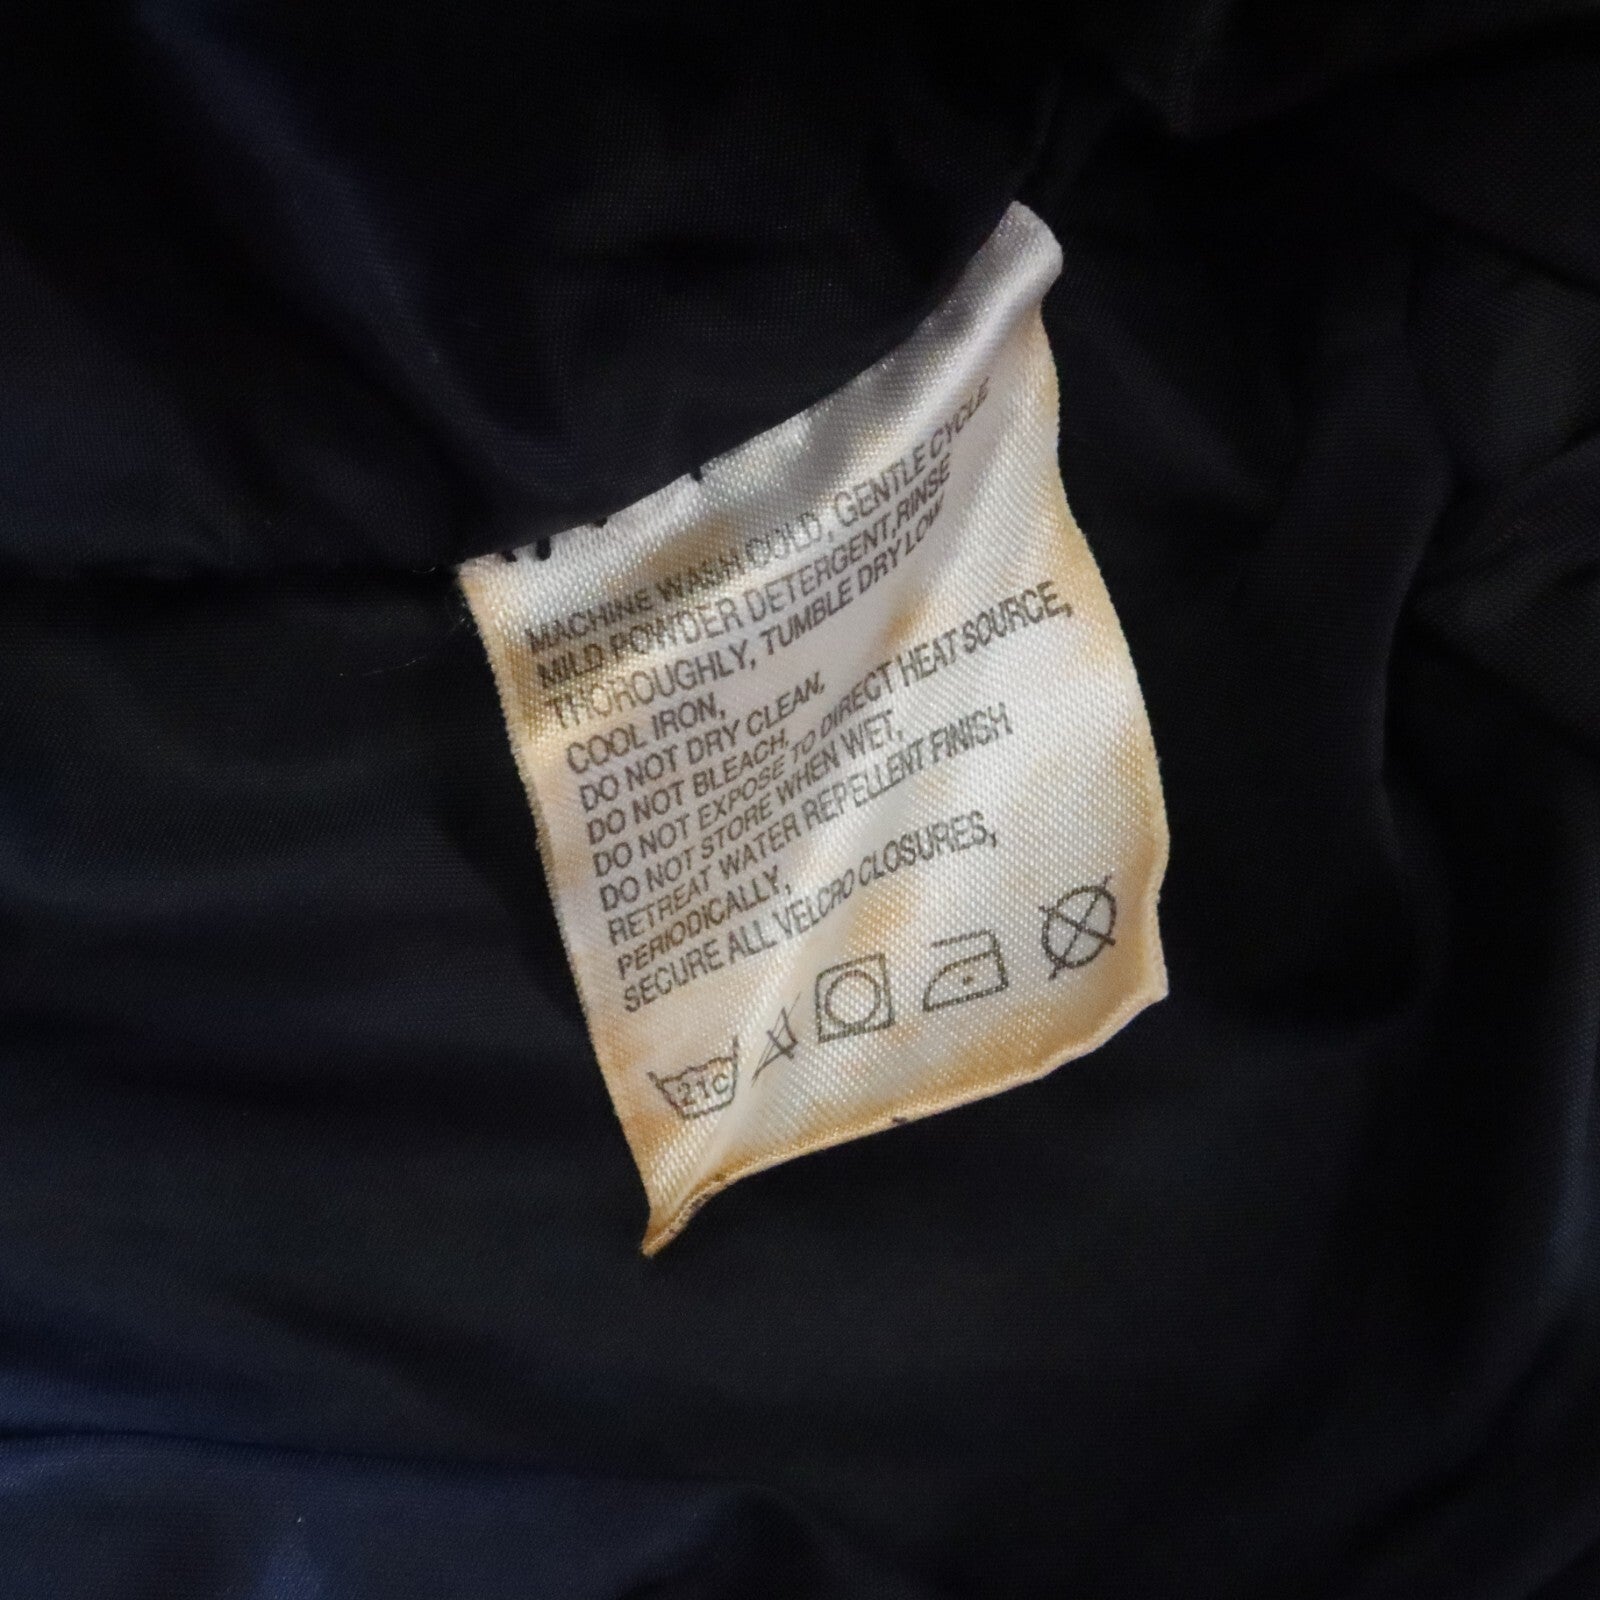 MACHINE WASH COLD, GENTLE CYCLE
MILD POWDER DETERGENT,RINSE
THOROUGHLY, TUMBLE DRY LOW
COOL IRON,
DO NOT DRY CLEAN,
DO NOT BLEACH,
DO NOT EXPOSE TO DIRECT HEAT SOURCE,
DO NOT STORE WHEN WET,
RETREAT WATER REPELLENT FINISH
PERIODICALLY,
SECURE ALL VELCRO CLOSURES,
21C